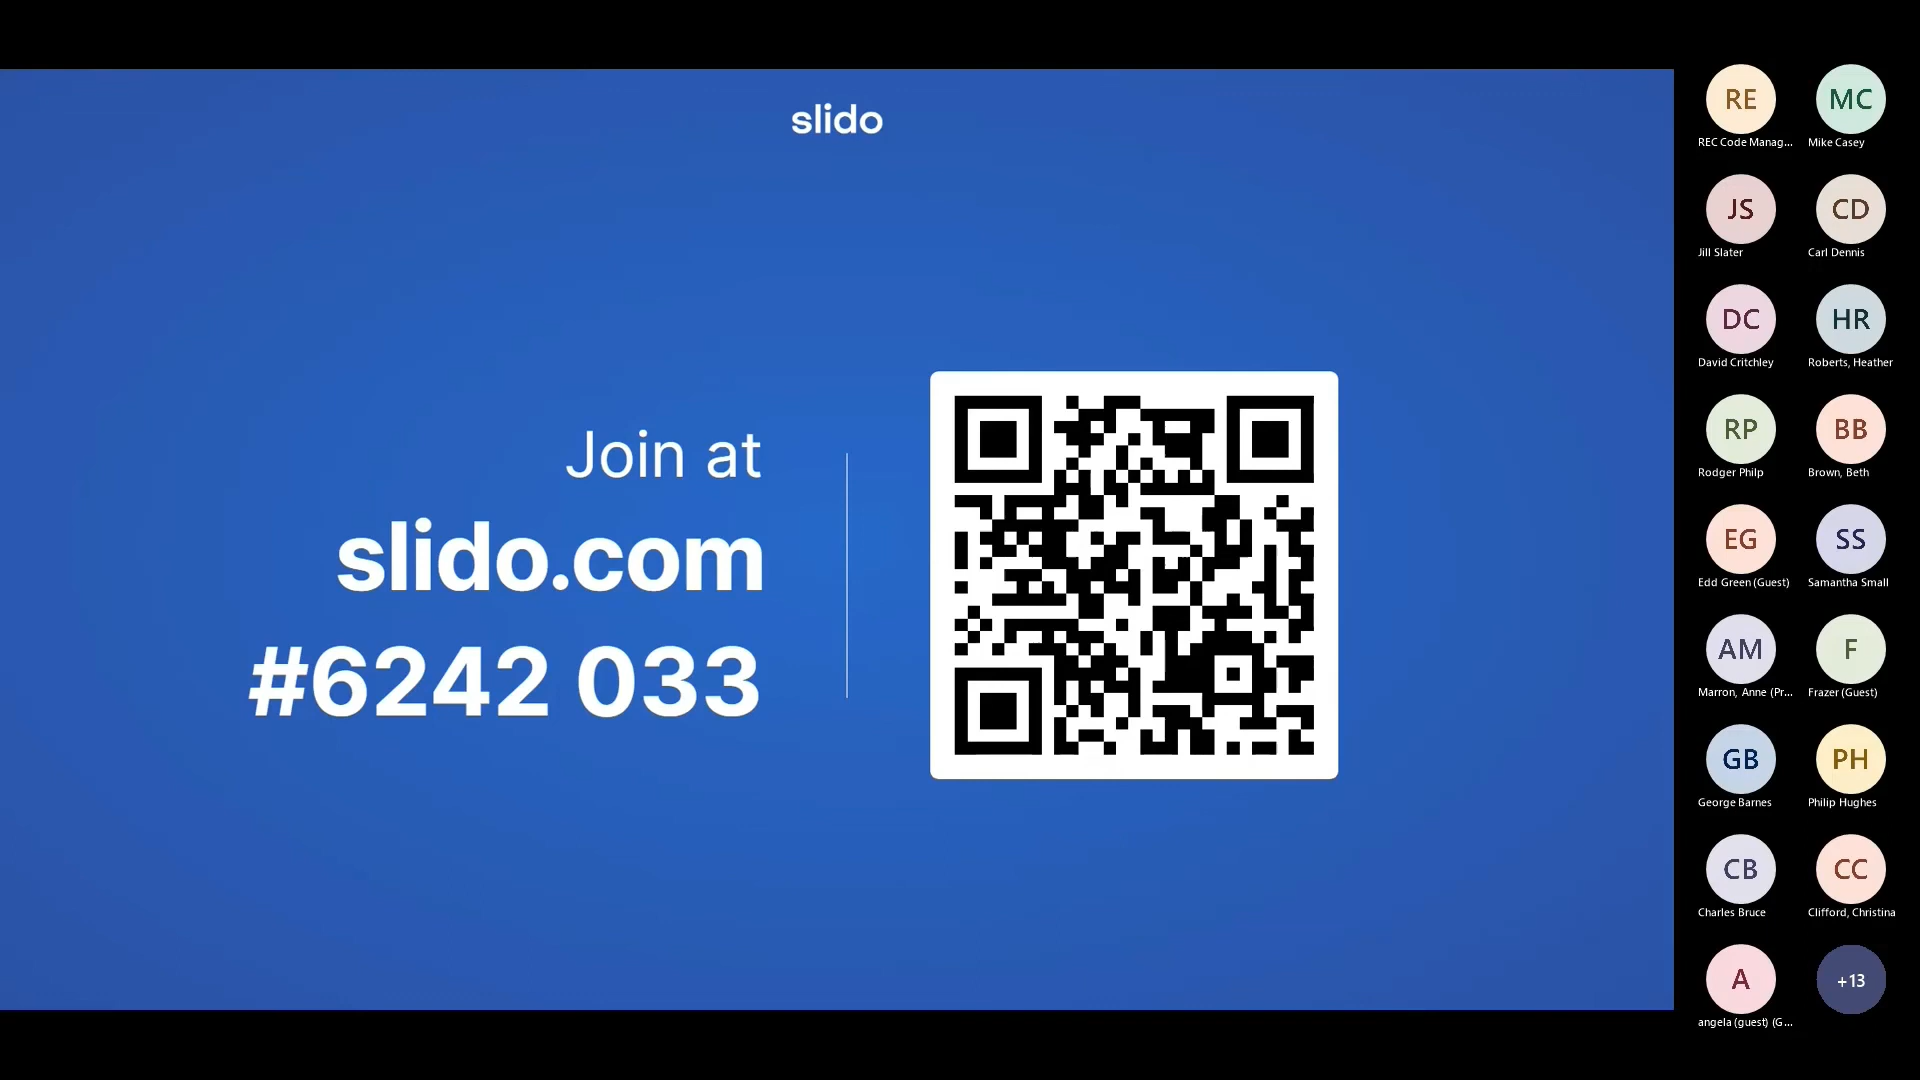 slido
Join at
slido.com
#6242 033
RE
REC Code Manag...
MC
Mike Casey
JS
Jill Slater
CD
Carl Dennis
DC
David Critchley
HR
Roberts, Heather
RP
Rodger Philp
BB
Brown, Beth
EG
Edd Green (Guest)
SS
Samantha Small
AM
Marron, Anne (Pr...
F
Frazer (Guest)
GB
George Barnes
PH
Philip Hughes
CB
Charles Bruce
CC
Clifford, Christina
A
angela (guest) (G...
+13